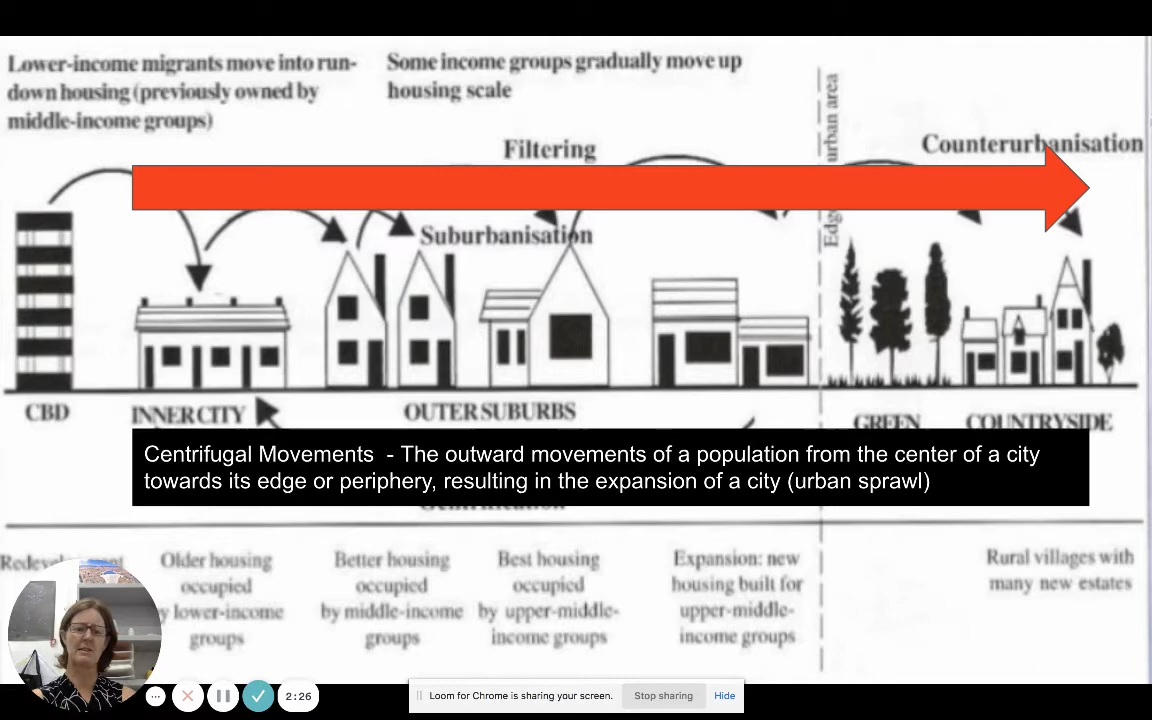 Lower-income migrants move into run-
down housing (previously owned by
middle-income groups)
Some income groups gradually move up
housing scale
Filtering
Edge urban area
Counterurbanisation
Suburbanisation
CBD
INNER CITY
OUTER SUBURBS
GREEN
COUNTRYSIDE
Centrifugal Movements - The outward movements of a population from the center of a city
towards its edge or periphery, resulting in the expansion of a city (urban sprawl)
Older housing
occupied
by lower-income
groups
Better housing
occupied
by middle-income
groups
Best housing
occupied
by upper-middle-
income groups
Expansion: new
housing built for
upper-middle-
income groups
Rural villages with
many new estates
2:26
Loom for Chrome is sharing your screen.
Stop sharing
Hide